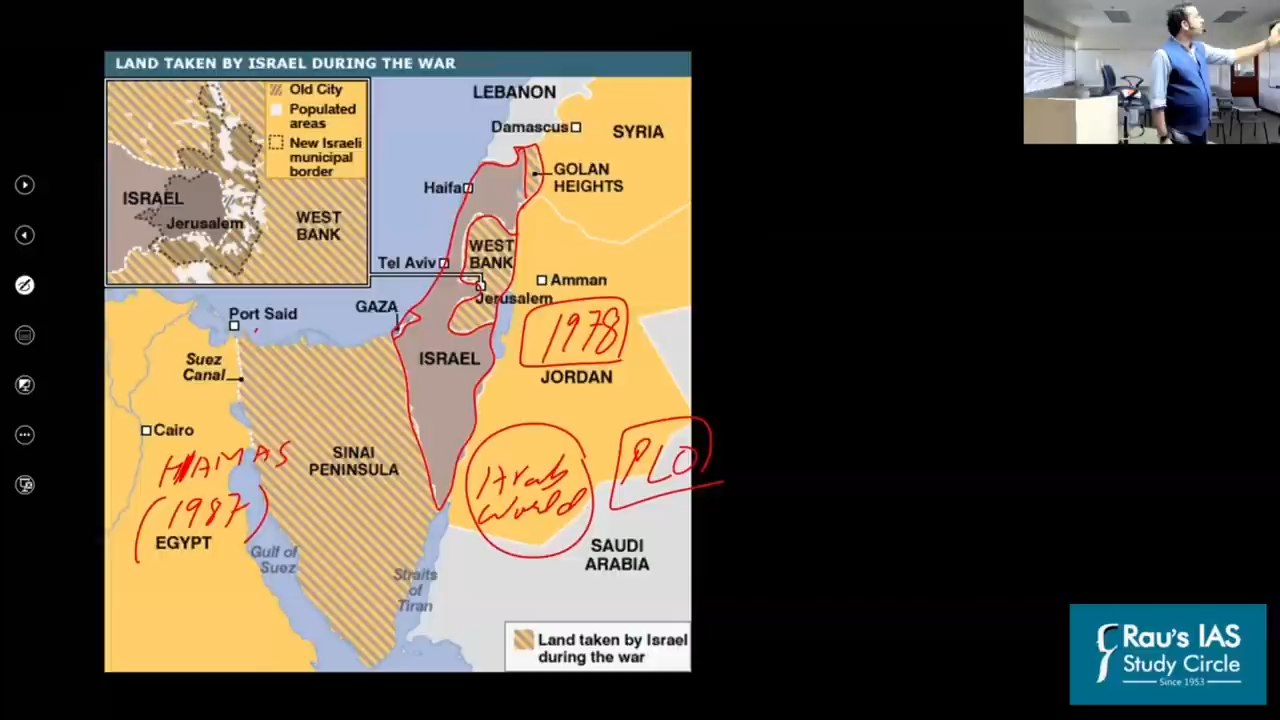 LAND TAKEN BY ISRAEL DURING THE WAR
Old City
Populated
areas
New Israeli
municipal
border
ISRAEL
Jerusalem
WEST
BANK
LEBANON
Damascus
SYRIA
GOLAN
HEIGHTS
Haifa
WEST
BANK
Tel Aviv
Amman
Jerusalem
GAZA
Port Said
1978
Suez
Canal
ISRAEL
JORDAN
Cairo
SINAI
PENINSULA
HAMAS
(1987)
EGYPT
Arab
World
PLO
Gulf of
Suez
Straits
of
Tiran
SAUDI
ARABIA
Land taken by Israel
during the war
Rau's IAS
Study Circle
Since 1953